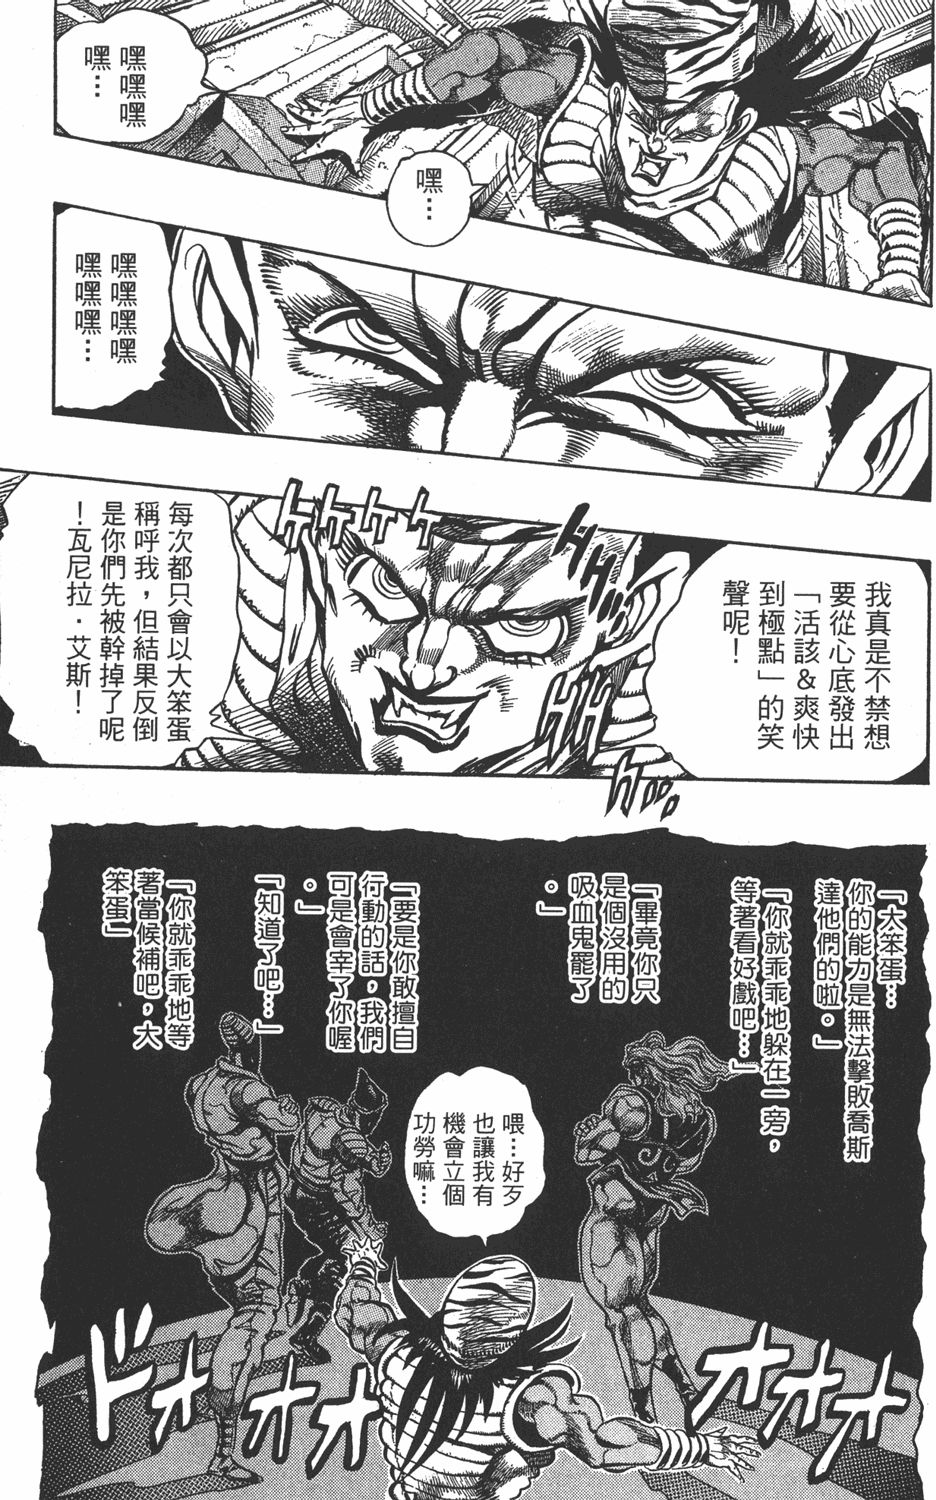 嘿嘿嘿
嘿…
嘿…
嘿嘿嘿嘿
嘿嘿嘿…
我真是不禁想
要從心底發出
「活該&爽快
到極點」的笑
聲呢！
每次都只會以大笨蛋
稱呼我，但結果反倒
是你們先被幹掉了呢
！瓦尼拉．艾斯！
ヘヘヘヘ
ヘヘ
ヘヘ
「大笨蛋…
你的能力是無法擊敗喬斯
達他們的啦。」
「你就乖乖地躲在一旁，
等著看好戲吧…」
「畢竟你只
是個沒用的
吸血鬼罷了
。」
「要是你敢擅自
行動的話，我們
可是會宰了你喔
。」
「知道了吧…」
「你就乖乖地等
著當候補吧，大
笨蛋」
喂…好歹
也讓我有
機會立個
功勞嘛…
ドオオオ
オオオ